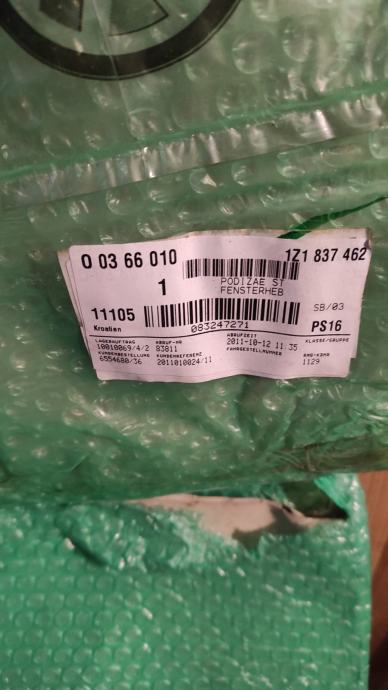 0 03 66 010
1Z1 837 462
1
PODIZAE ST
FENSTERHEB
11105
SB/03
Kroatien
083247271
PS16
LAGERAUFTRAG
ABRUF-NR
ABRUFZEIT
KLASSE/GRUPPE
10010069/4/2
83811
2011-10-12 11.35
KUNDENBESTELLUNG
KUNDENREFERENZ
FAHRGESTELLNUMMER
6554680/36
2011010024/11
1129